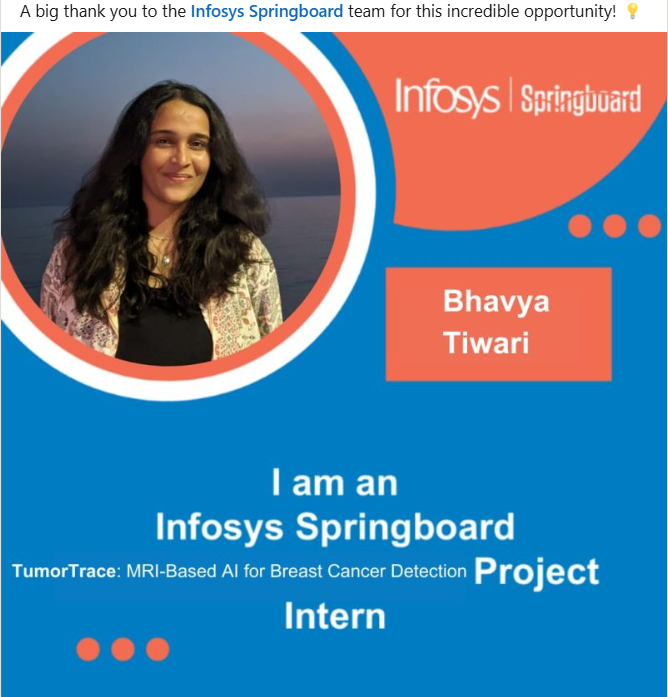 A big thank you to the Infosys Springboard team for this incredible opportunity! 💡
Infosys | Springboard
Bhavya
Tiwari
I am an
Infosys Springboard
TumorTrace: MRI-Based AI for Breast Cancer Detection Project
Intern